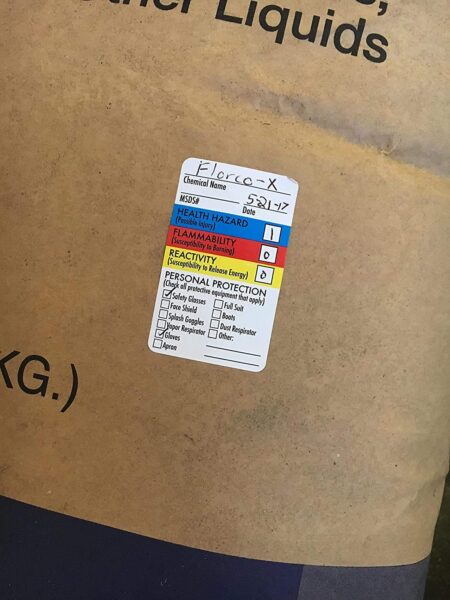 other Liquids
Florco-X
Chemical Name
MSDS#
5-21-17
Date
HEALTH HAZARD
(Possible Injury)
1
FLAMMABILITY
(Susceptibility to Burning)
0
REACTIVITY
(Susceptibility to Release Energy)
0
PERSONAL PROTECTION
(Check all protective equipment that apply)
Safety Glasses
Face Shield
Splash Goggles
Vapor Respirator
Gloves
Apron
Full Suit
Boots
Dust Respirator
Other:
KG.)